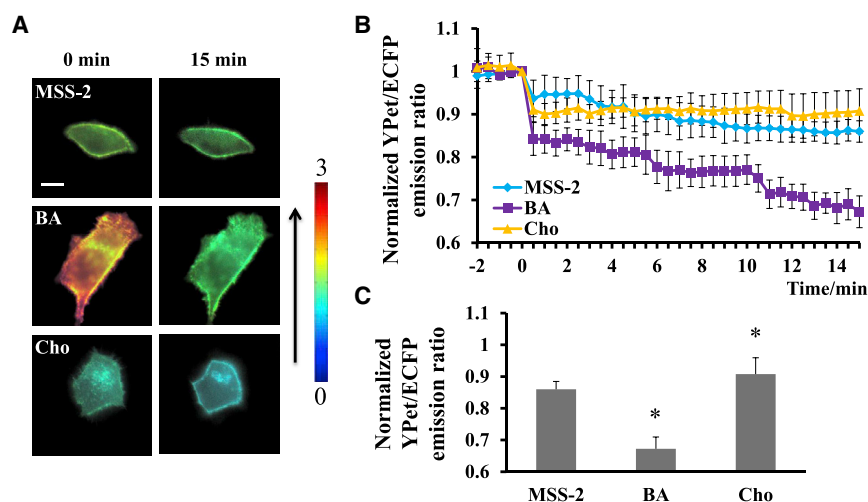 A
0 min
15 min
MSS-2
BA
Cho
3
0
B
Normalized YPet/ECFP
emission ratio
1.1
1
0.9
0.8
0.7
0.6
MSS-2
BA
Cho
-2
0
2
4
6
8
10
12
14
Time/min
C
Normalized
YPet/ECFP
emission ratio
1.1
1
0.9
0.8
0.7
0.6
*
*
MSS-2
BA
Cho